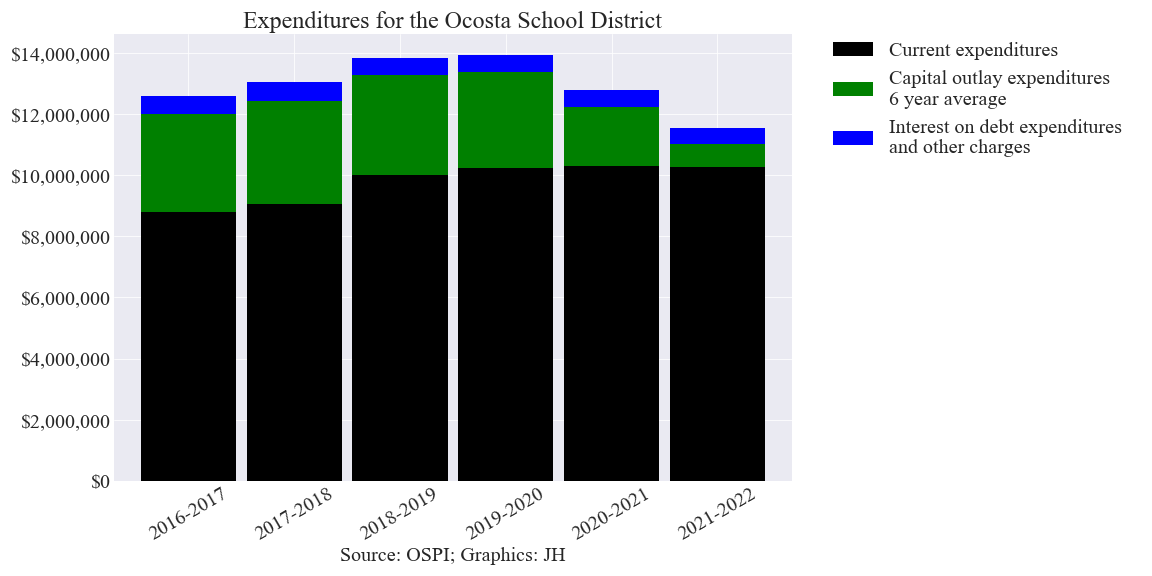 Expenditures for the Ocosta School District
$14,000,000
$12,000,000
$10,000,000
$8,000,000
$6,000,000
$4,000,000
$2,000,000
$0
2016-2017
2017-2018
2018-2019
2019-2020
2020-2021
2021-2022
Source: OSPI; Graphics: JH
Current expenditures
Capital outlay expenditures
6 year average
Interest on debt expenditures
and other charges